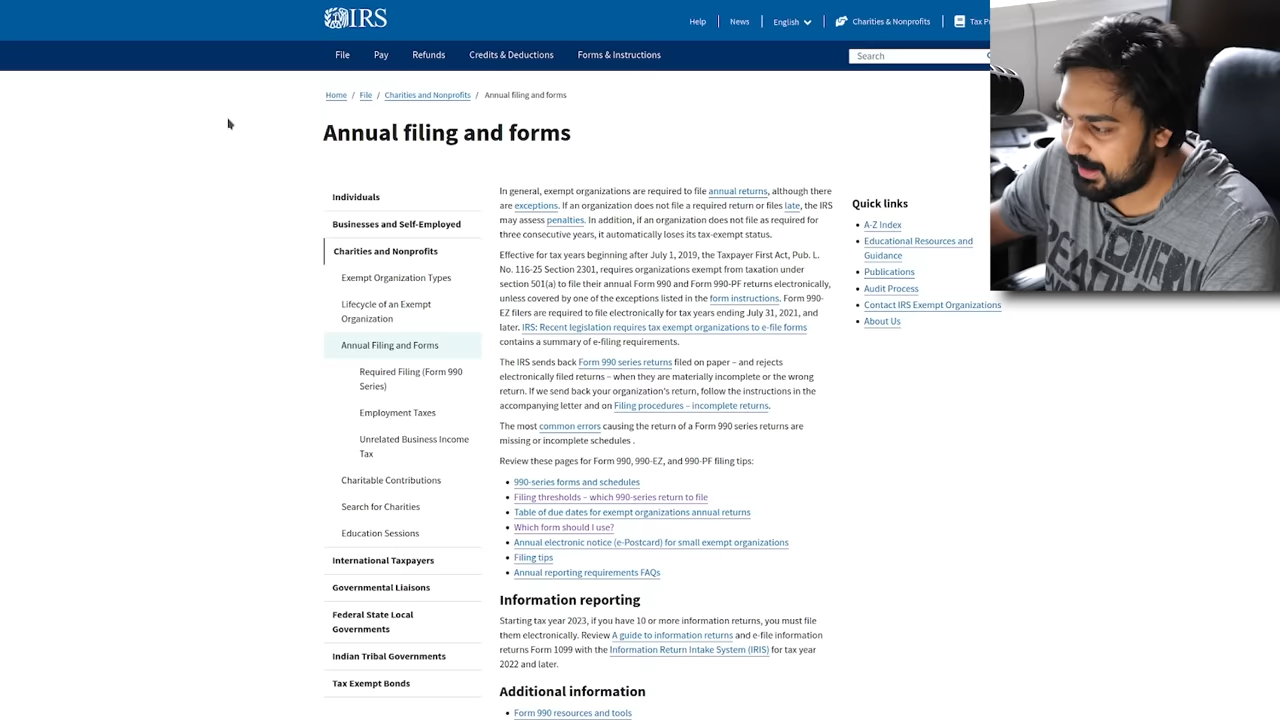 IRS
Help
News
English
Charities & Nonprofits
Tax
File
Pay
Refunds
Credits & Deductions
Forms & Instructions
Search
Home / File / Charities and Nonprofits / Annual filing and forms
Annual filing and forms
Individuals
Businesses and Self-Employed
Charities and Nonprofits
Exempt Organization Types
Lifecycle of an Exempt
Organization
Annual Filing and Forms
Required Filing (Form 990
Series)
Employment Taxes
Unrelated Business Income
Tax
Charitable Contributions
Search for Charities
Education Sessions
International Taxpayers
Governmental Liaisons
Federal State Local
Governments
Indian Tribal Governments
Tax Exempt Bonds
In general, exempt organizations are required to file annual returns, although there
are exceptions. If an organization does not file a required return or files late, the IRS
may assess penalties. In addition, if an organization does not file as required for
three consecutive years, it automatically loses its tax-exempt status.
Effective for tax years beginning after July 1, 2019, the Taxpayer First Act, Pub. L.
No. 116-25 Section 2301, requires organizations exempt from taxation under
section 501(a) to file their annual Form 990 and Form 990-PF returns electronically,
unless covered by one of the exceptions listed in the form instructions. Form 990-
EZ filers are required to file electronically for tax years ending July 31, 2021, and
later. IRS: Recent legislation requires tax exempt organizations to e-file forms
contains a summary of e-filing requirements.
The IRS sends back Form 990 series returns filed on paper – and rejects
electronically filed returns – when they are materially incomplete or the wrong
return. If we send back your organization's return, follow the instructions in the
accompanying letter and on Filing procedures – incomplete returns.
The most common errors causing the return of a Form 990 series returns are
missing or incomplete schedules .
Review these pages for Form 990, 990-EZ, and 990-PF filing tips:
• 990-series forms and schedules
• Filing thresholds – which 990-series return to file
• Table of due dates for exempt organizations annual returns
• Which form should I use?
• Annual electronic notice (e-Postcard) for small exempt organizations
• Filing tips
• Annual reporting requirements FAQs
Information reporting
Starting tax year 2023, if you have 10 or more information returns, you must file
them electronically. Review A guide to information returns and e-file information
returns Form 1099 with the Information Return Intake System (IRIS) for tax year
2022 and later.
Additional information
• Form 990 resources and tools
Quick links
• A-Z Index
• Educational Resources and
Guidance
• Publications
• Audit Process
• Contact IRS Exempt Organizations
• About Us